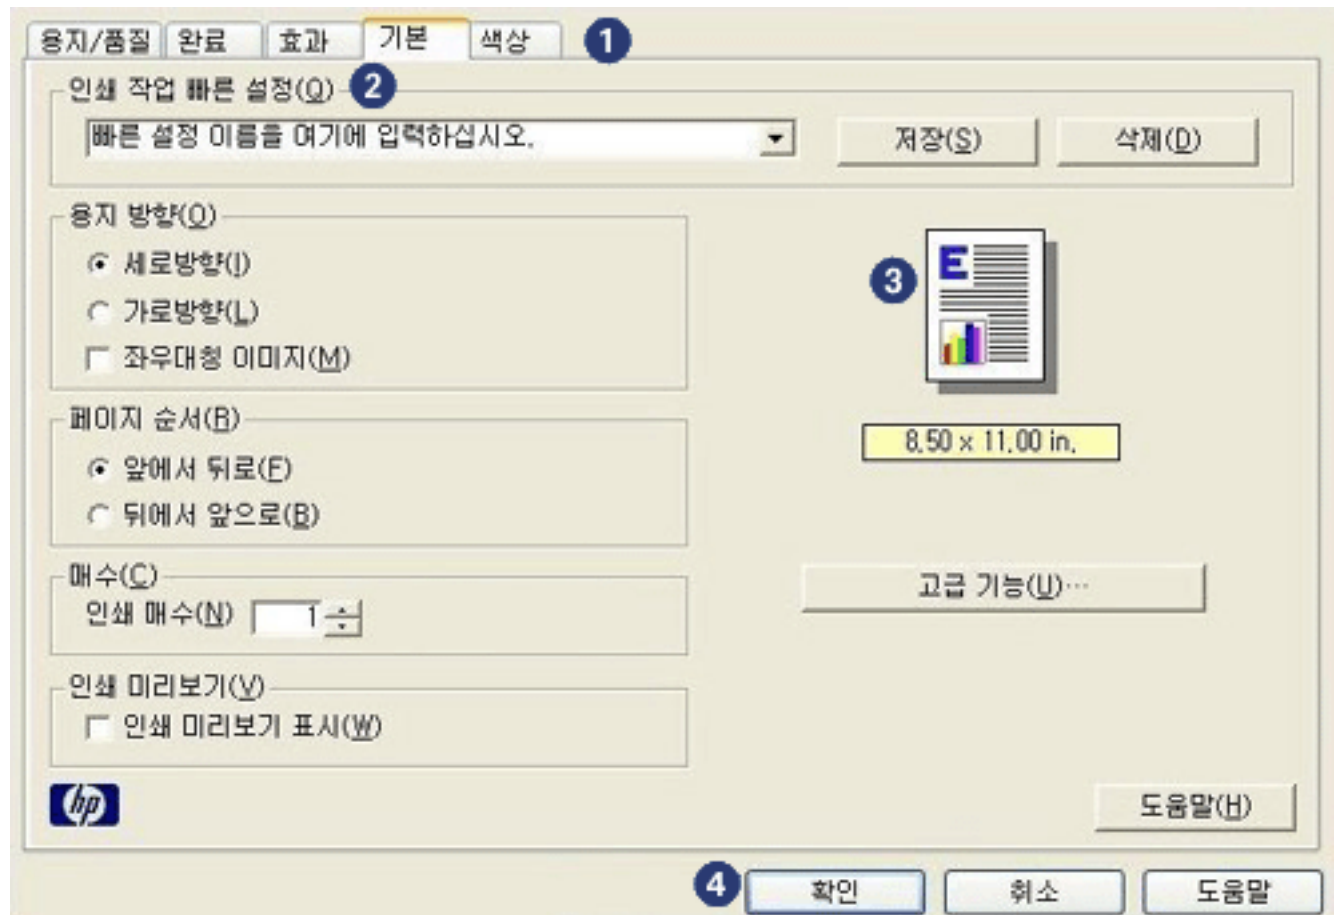 용지/품질 완료 효과 기본 색상 1
인쇄 작업 빠른 설정(Q) 2
빠른 설정 이름을 여기에 입력하십시오. 저장(S) 삭제(D)
용지 방향(O)
세로방향(I)
가로방향(L)
좌우대칭 이미지(M)
3
E
8.50 x 11.00 in.
페이지 순서(R)
앞에서 뒤로(F)
뒤에서 앞으로(B)
매수(C)
인쇄 매수(N) 1
고급 기능(U)...
인쇄 미리보기(V)
인쇄 미리보기 표시(W)
hp
도움말(H)
4 확인 취소 도움말